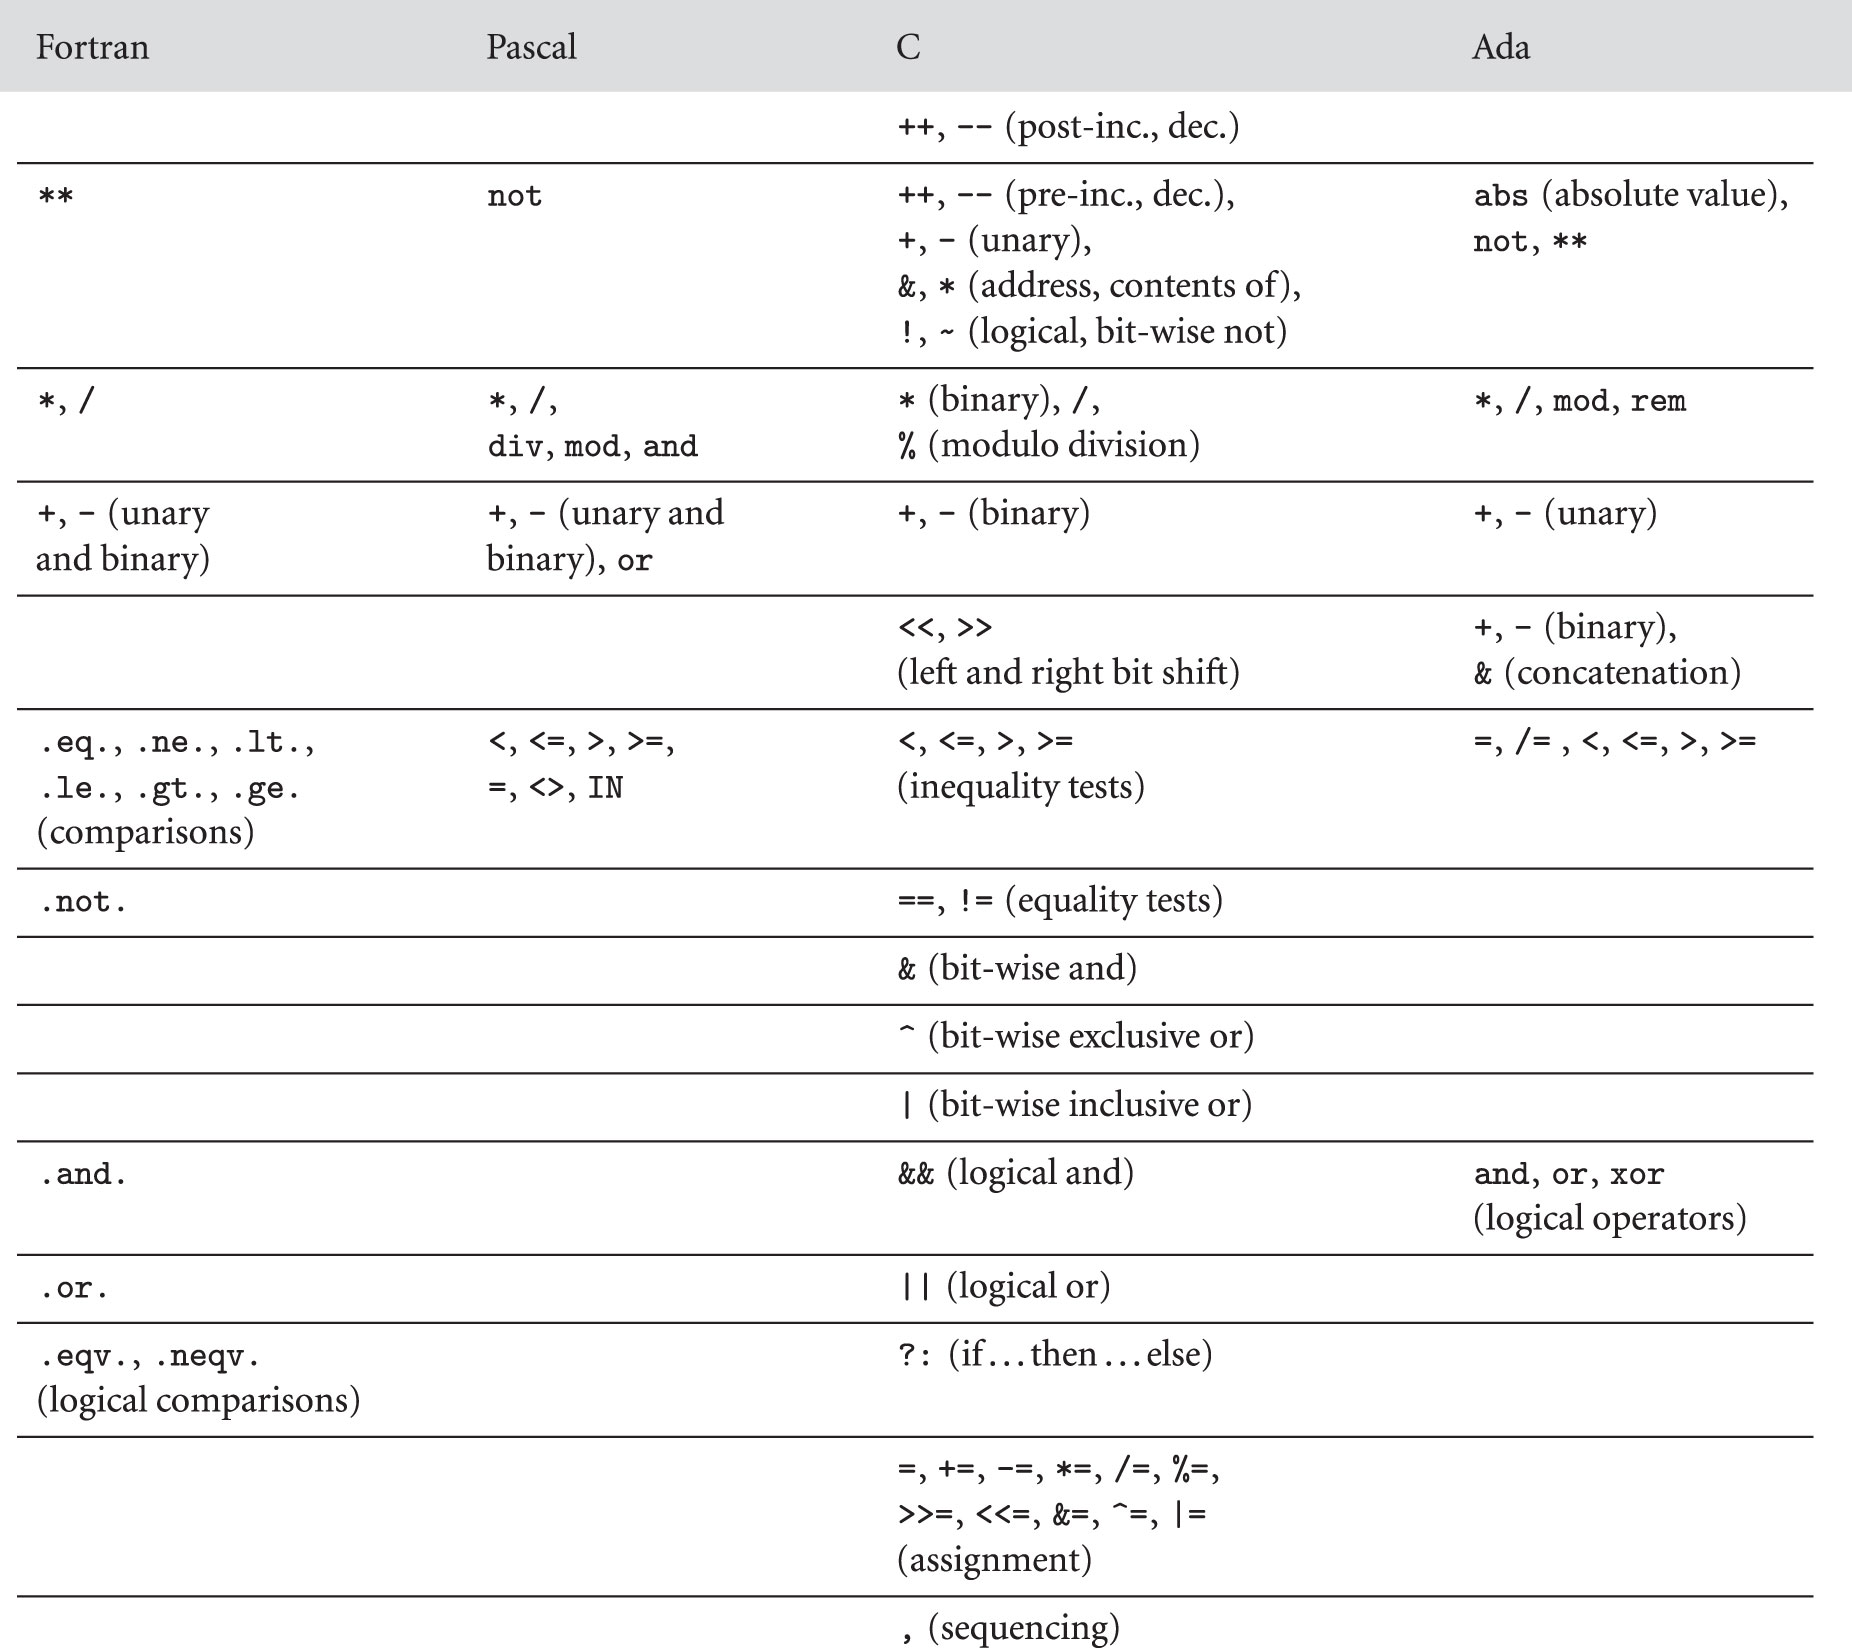 Fortran Pascal C Ada
++, -- (post-inc., dec.)
** not ++, -- (pre-inc., dec.), abs (absolute value),
+, - (unary), not, **
&, * (address, contents of),
!, ~ (logical, bit-wise not)
*, / *, /, * (binary), /, *, /, mod, rem
div, mod, and % (modulo division)
+, - (unary +, - (unary and +, - (binary) +, - (unary)
and binary) binary), or
<<, >> +, - (binary),
(left and right bit shift) & (concatenation)
.eq., .ne., .lt., <, <=, >, >=, <, <=, >, >= =, /= , <, <=, >, >=
.le., .gt., .ge. =, <>, IN (inequality tests)
(comparisons)
.not. ==, != (equality tests)
& (bit-wise and)
^ (bit-wise exclusive or)
| (bit-wise inclusive or)
.and. && (logical and) and, or, xor
(logical operators)
.or. || (logical or)
.eqv., .neqv. ?: (if...then...else)
(logical comparisons)
=, +=, -=, *=, /=, %=,
>>=, <<=, &=, ^=, |=
(assignment)
, (sequencing)